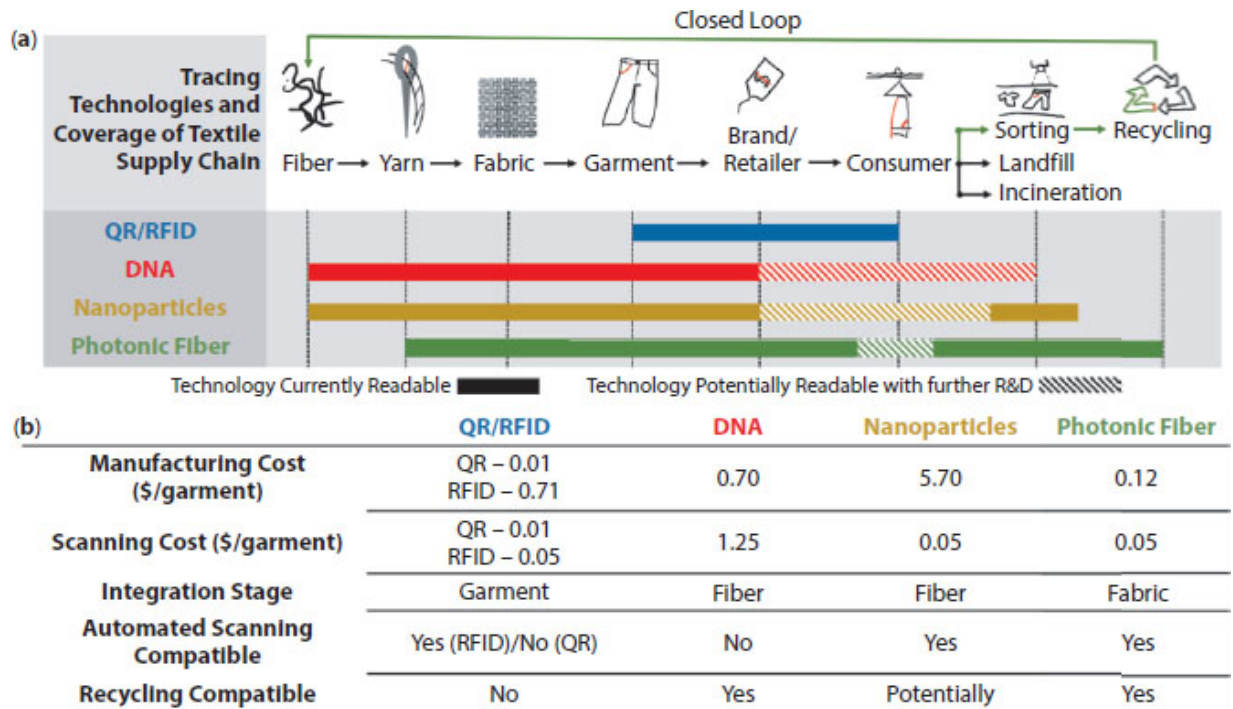 Closed Loop
(a)
Tracing
Technologies and
Coverage of Textile
Supply Chain
Fiber
Yarn
Fabric
Garment
Brand/
Retailer
Consumer
Sorting
Recycling
Landfill
Incineration
QR/RFID
DNA
Nanoparticles
Photonic Fiber
Technology Currently Readable
Technology Potentially Readable with further R&D
(b)
QR/RFID DNA Nanoparticles Photonic Fiber
Manufacturing Cost
($/garment)
QR – 0.01
RFID – 0.71
0.70 5.70 0.12
Scanning Cost ($/garment)
QR – 0.01
RFID – 0.05
1.25 0.05 0.05
Integration Stage Garment Fiber Fiber Fabric
Automated Scanning
Compatible
Yes (RFID)/No (QR) No Yes Yes
Recycling Compatible No Yes Potentially Yes